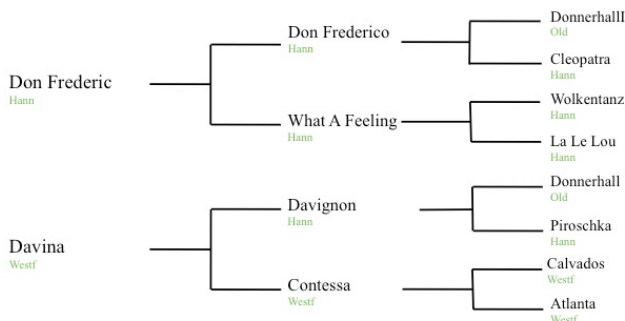 Don Frederic
Hann
Don Frederico
Hann
DonnerhallI
Old
Cleopatra
Hann
What A Feeling
Hann
Wolkentanz
Hann
La Le Lou
Hann
Davina
Westf
Davignon
Hann
Donnerhall
Old
Piroschka
Hann
Contessa
Westf
Calvados
Westf
Atlanta
Westf